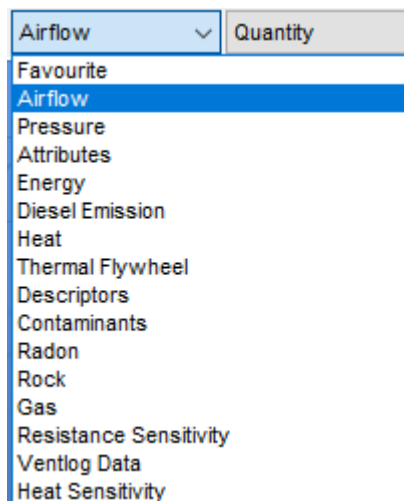 Airflow Quantity
Favourite
Airflow
Pressure
Attributes
Energy
Diesel Emission
Heat
Thermal Flywheel
Descriptors
Contaminants
Radon
Rock
Gas
Resistance Sensitivity
Ventlog Data
Heat Sensitivity